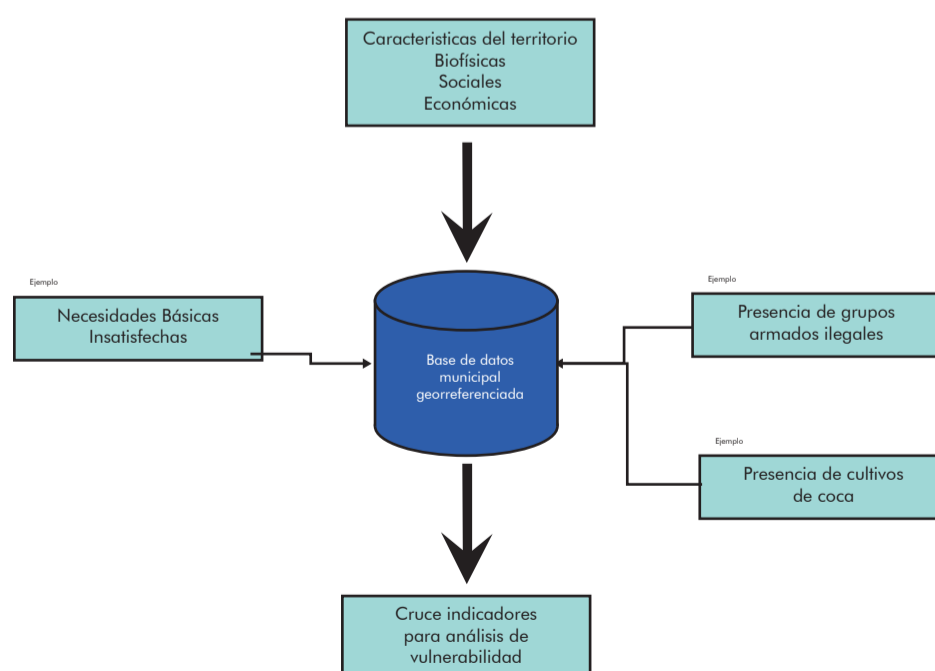 Caracteristicas del territorio
Biofísicas
Sociales
Económicas
Ejemplo
Necesidades Básicas
Insatisfechas
Base de datos
municipal
georreferenciada
Ejemplo
Presencia de grupos
armados ilegales
Ejemplo
Presencia de cultivos
de coca
Cruce indicadores
para análisis de
vulnerabilidad